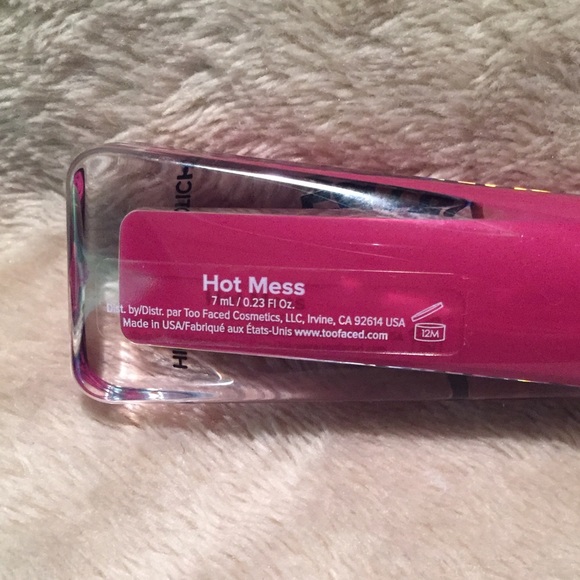 Hot Mess
7 mL / 0.23 Fl Oz.
Dist. by/Distr. par Too Faced Cosmetics, LLC, Irvine, CA 92614 USA
Made in USA/Fabriqué aux États-Unis www.toofaced.com
12M